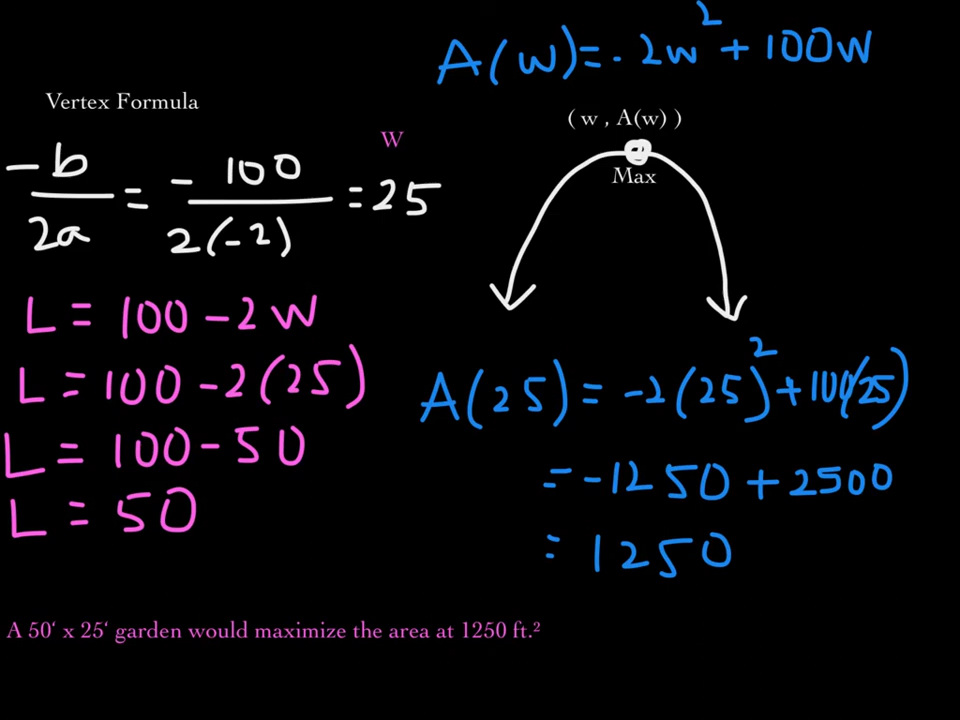 A(w)=-2w²+100w
Vertex Formula
( w , A(w) )
Max
W
-b/2a = -100/2(-2) = 25
L = 100 - 2w
L = 100 - 2(25)
L = 100 - 50
L = 50
A(25) = -2(25)²+100(25)
= -1250 + 2500
= 1250
A 50‘ x 25‘ garden would maximize the area at 1250 ft.²